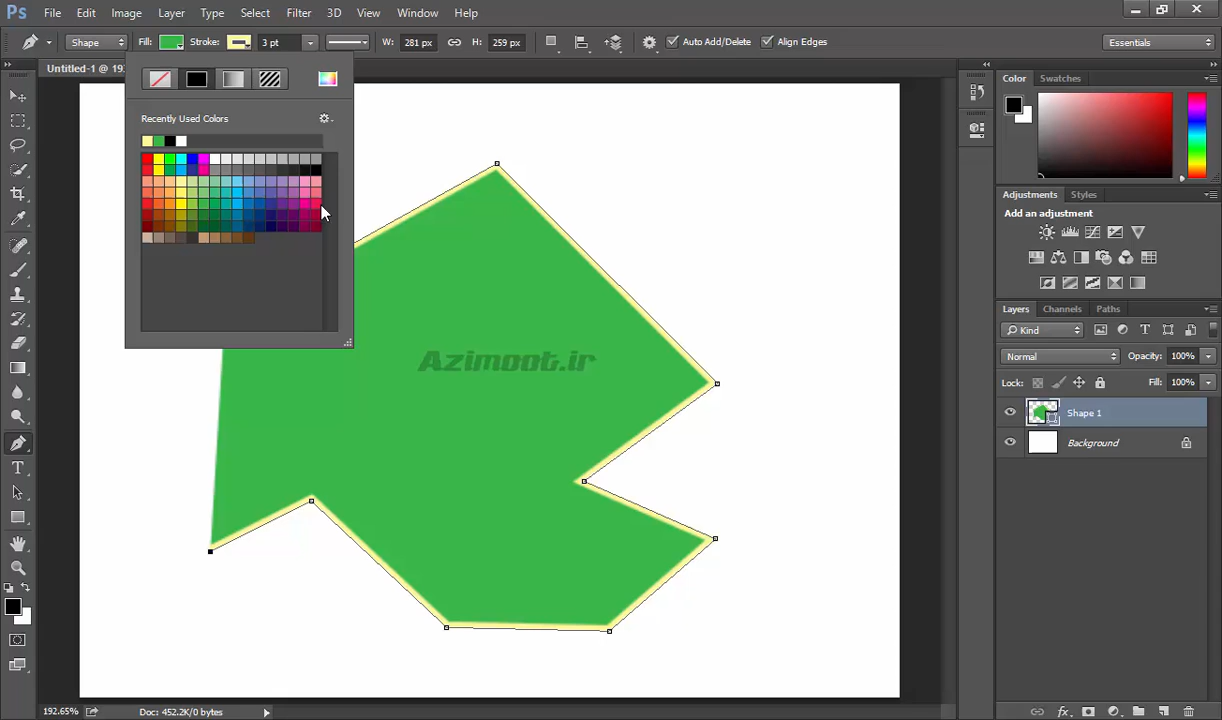 Ps File Edit Image Layer Type Select Filter 3D View Window Help
Shape Fill: Stroke: 3 pt W: 281 px H: 259 px Auto Add/Delete Align Edges Essentials
Untitled-1 @ 19
Color Swatches
Recently Used Colors
Adjustments Styles
Add an adjustment
Layers Channels Paths
Kind
Normal Opacity: 100%
Lock: Fill: 100%
Shape 1
Background
Azimoot.ir
192.65% Doc: 452.2K/0 bytes